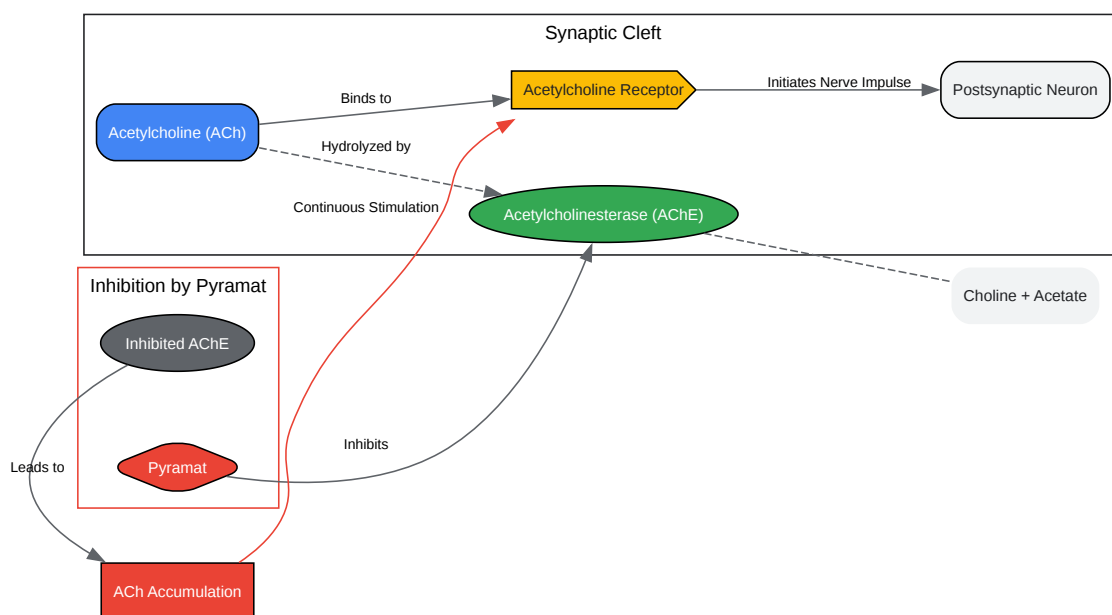 Synaptic Cleft
Acetylcholine Receptor
Initiates Nerve Impulse
Postsynaptic Neuron
Binds to
Acetylcholine (ACh)
Hydrolyzed by
Continuous Stimulation
Acetylcholinesterase (AChE)
Inhibition by Pyramat
Choline + Acetate
Inhibited AChE
Inhibits
Leads to
Pyramat
ACh Accumulation